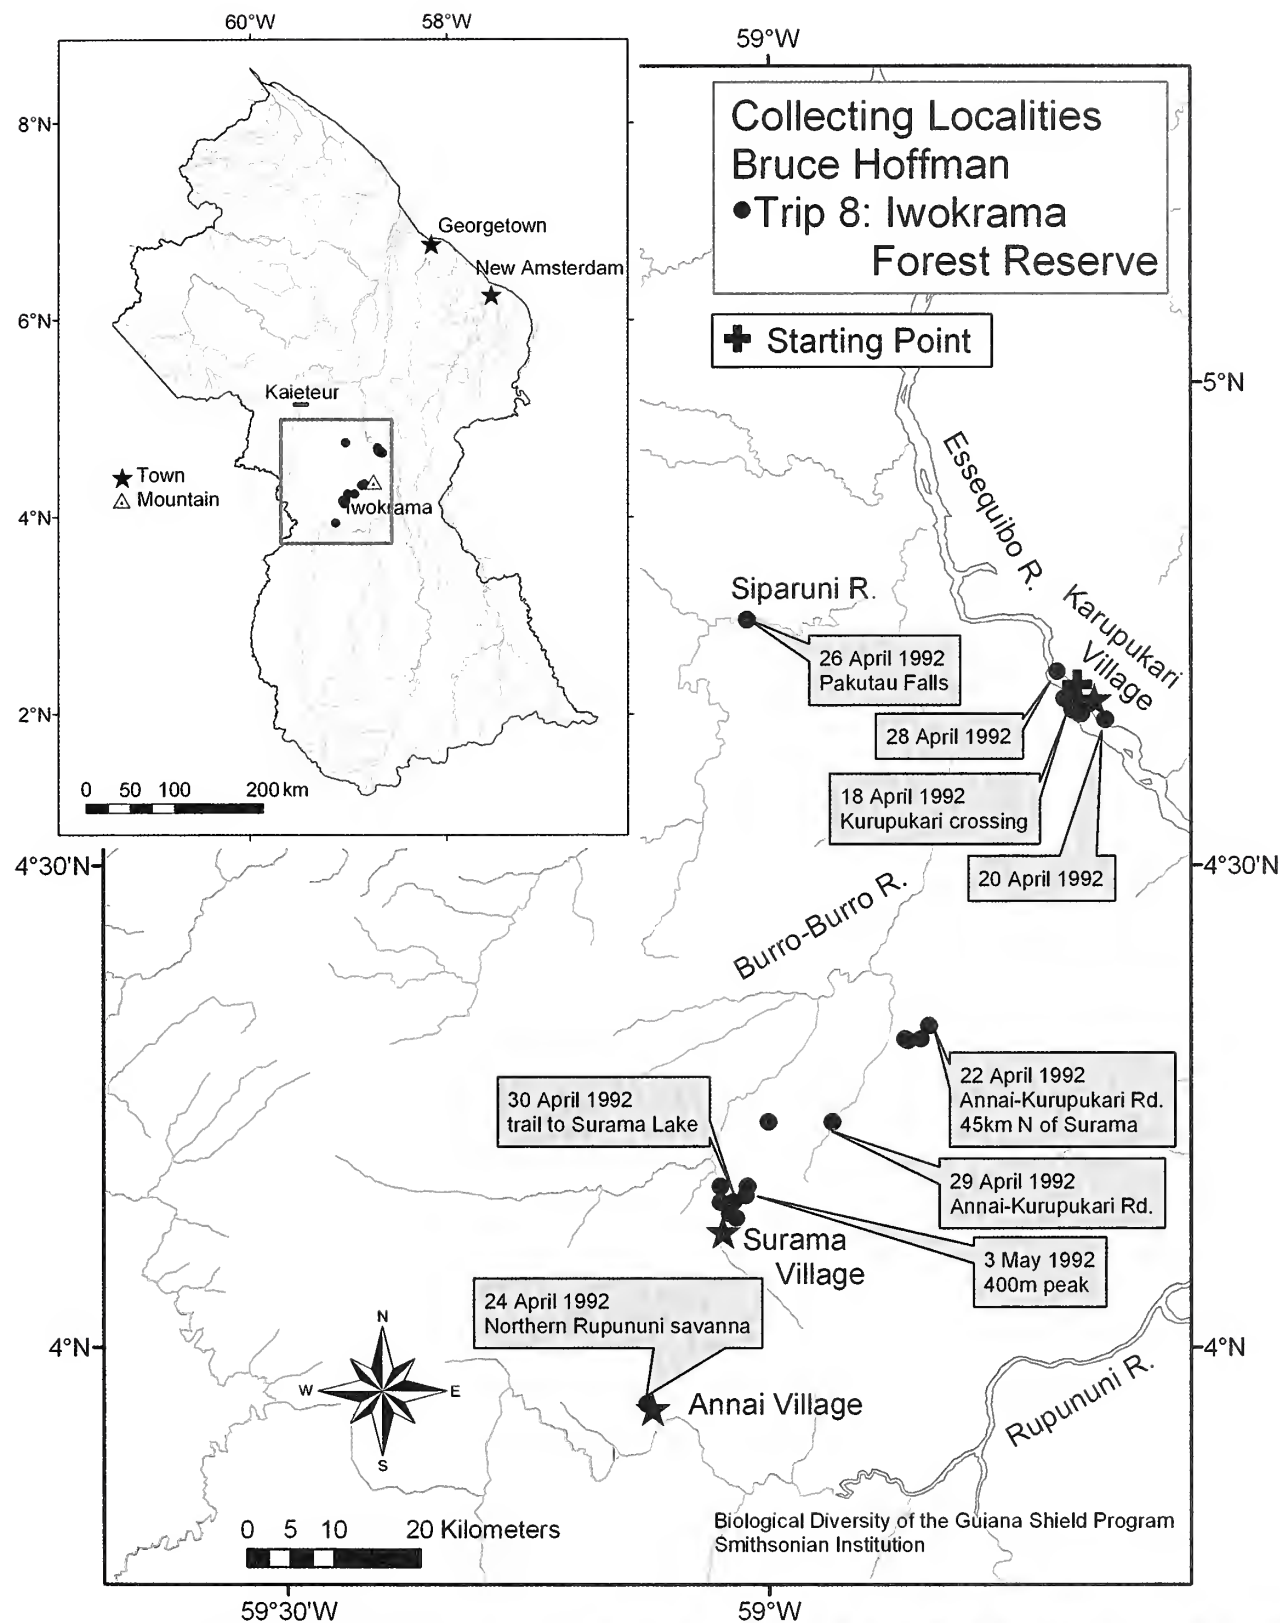 60°W
58°W
8°N
6°N
4°N
2°N
Georgetown
New Amsterdam
Kaieteur
Town
Mountain
Iwokrama
0 50 100 200 km
59°W
Collecting Localities
Bruce Hoffman
Trip 8: Iwokrama
Forest Reserve
Starting Point
5°N
Essequibo R.
Siparuni R.
Karupukari
Village
26 April 1992
Pakutau Falls
28 April 1992
18 April 1992
Kurupukari crossing
20 April 1992
4°30'N
4°30'N
Burro-Burro R.
22 April 1992
Annai-Kurupukari Rd.
45km N of Surama
30 April 1992
trail to Surama Lake
29 April 1992
Annai-Kurupukari Rd.
Surama
Village
3 May 1992
400m peak
24 April 1992
Northern Rupununi savanna
4°N
4°N
N
W
E
S
Annai Village
Rupununi R.
0 5 10 20 Kilometers
Biological Diversity of the Guiana Shield Program
Smithsonian Institution
59°30'W
59°W